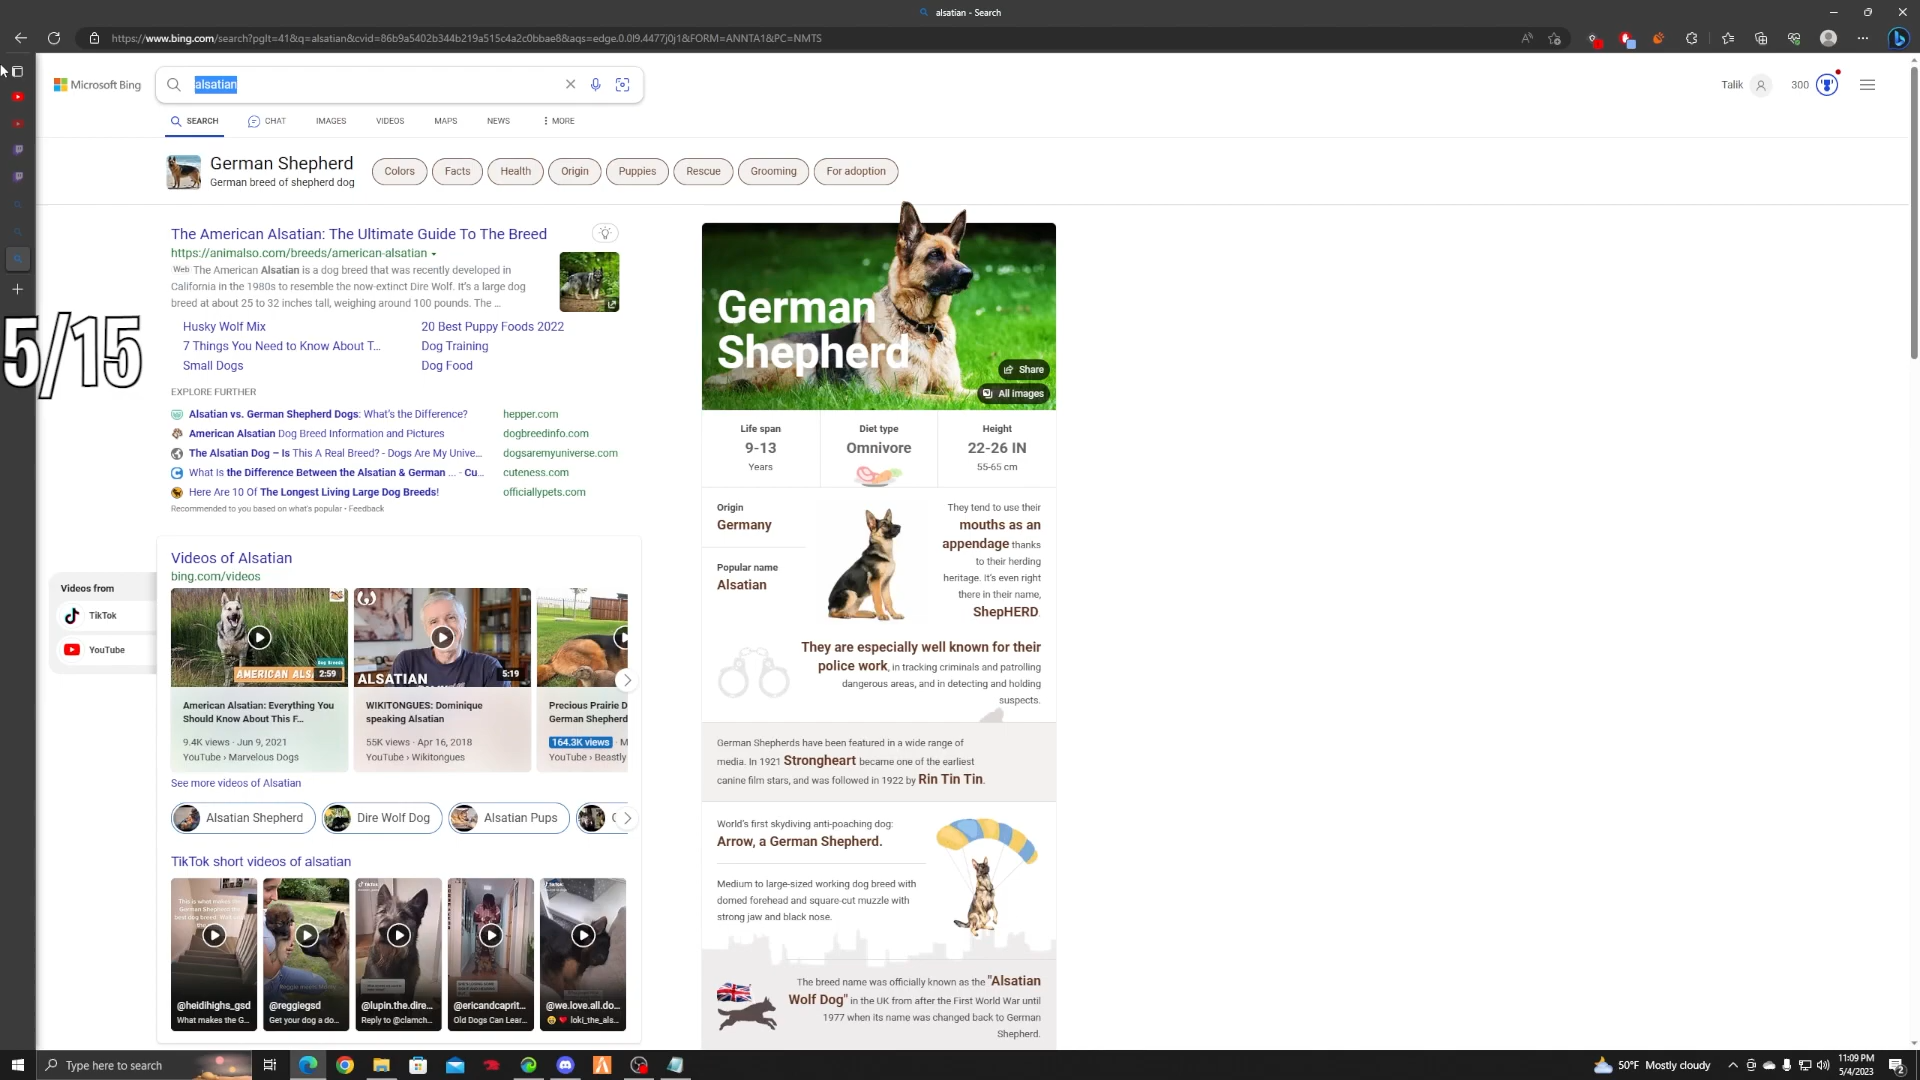 alsatian - Search
https://www.bing.com/search?pglt=41&q=alsatian&cvid=86b9a5402b344b219a515c4a2c0bbae8&aqs=edge.0.0l9.4477j0j1&FORM=ANNTA1&PC=NMTS
Microsoft Bing
alsatian
Talik
300
SEARCH CHAT IMAGES VIDEOS MAPS NEWS MORE
German Shepherd
German breed of shepherd dog
Colors Facts Health Origin Puppies Rescue Grooming For adoption
5/15
The American Alsatian: The Ultimate Guide To The Breed
https://animalso.com/breeds/american-alsatian
Web The American Alsatian is a dog breed that was recently developed in
California in the 1980s to resemble the now-extinct Dire Wolf. It's a large dog
breed at about 25 to 32 inches tall, weighing around 100 pounds. The ...
Husky Wolf Mix
20 Best Puppy Foods 2022
7 Things You Need to Know About T...
Dog Training
Small Dogs
Dog Food
EXPLORE FURTHER
Alsatian vs. German Shepherd Dogs: What's the Difference? hepper.com
American Alsatian Dog Breed Information and Pictures dogbreedinfo.com
The Alsatian Dog – Is This A Real Breed? - Dogs Are My Unive... dogsaremyuniverse.com
What Is the Difference Between the Alsatian & German ... - Cu... cuteness.com
Here Are 10 Of The Longest Living Large Dog Breeds! officiallypets.com
Recommended to you based on what's popular • Feedback
Videos from
TikTok
YouTube
Videos of Alsatian
bing.com/videos
Dog Breeds
AMERICAN ALS. 2:59
ALSATIAN 5:19
American Alsatian: Everything You
Should Know About This F...
9.4K views · Jun 9, 2021
YouTube › Marvelous Dogs
WIKITONGUES: Dominique
speaking Alsatian
55K views · Apr 16, 2018
YouTube › Wikitongues
Precious Prairie D
German Shepherd
164.3K views · M
YouTube › Beastly
See more videos of Alsatian
Alsatian Shepherd
Dire Wolf Dog
Alsatian Pups
TikTok short videos of alsatian
@heidihighs_gsd
What makes the G...
@reggiegsd
Get your dog a do...
@lupin.the.dire...
Reply to @clamch...
@ericandcaprit...
Old Dogs Can Lear...
@we.love.all.do...
loki_the_als...
German
Shepherd
Share
All images
Life span
9-13
Years
Diet type
Omnivore
Height
22-26 IN
55-65 cm
Origin
Germany
Popular name
Alsatian
They tend to use their
mouths as an
appendage thanks
to their herding
heritage. It's even right
there in their name,
ShepHERD.
They are especially well known for their
police work, in tracking criminals and patrolling
dangerous areas, and in detecting and holding
suspects.
German Shepherds have been featured in a wide range of
media. In 1921 Strongheart became one of the earliest
canine film stars, and was followed in 1922 by Rin Tin Tin.
World's first skydiving anti-poaching dog:
Arrow, a German Shepherd.
Medium to large-sized working dog breed with
domed forehead and square-cut muzzle with
strong jaw and black nose.
The breed name was officially known as the "Alsatian
Wolf Dog" in the UK from after the First World War until
1977 when its name was changed back to German
Shepherd.
Type here to search
50°F Mostly cloudy
11:09 PM
5/4/2023
2